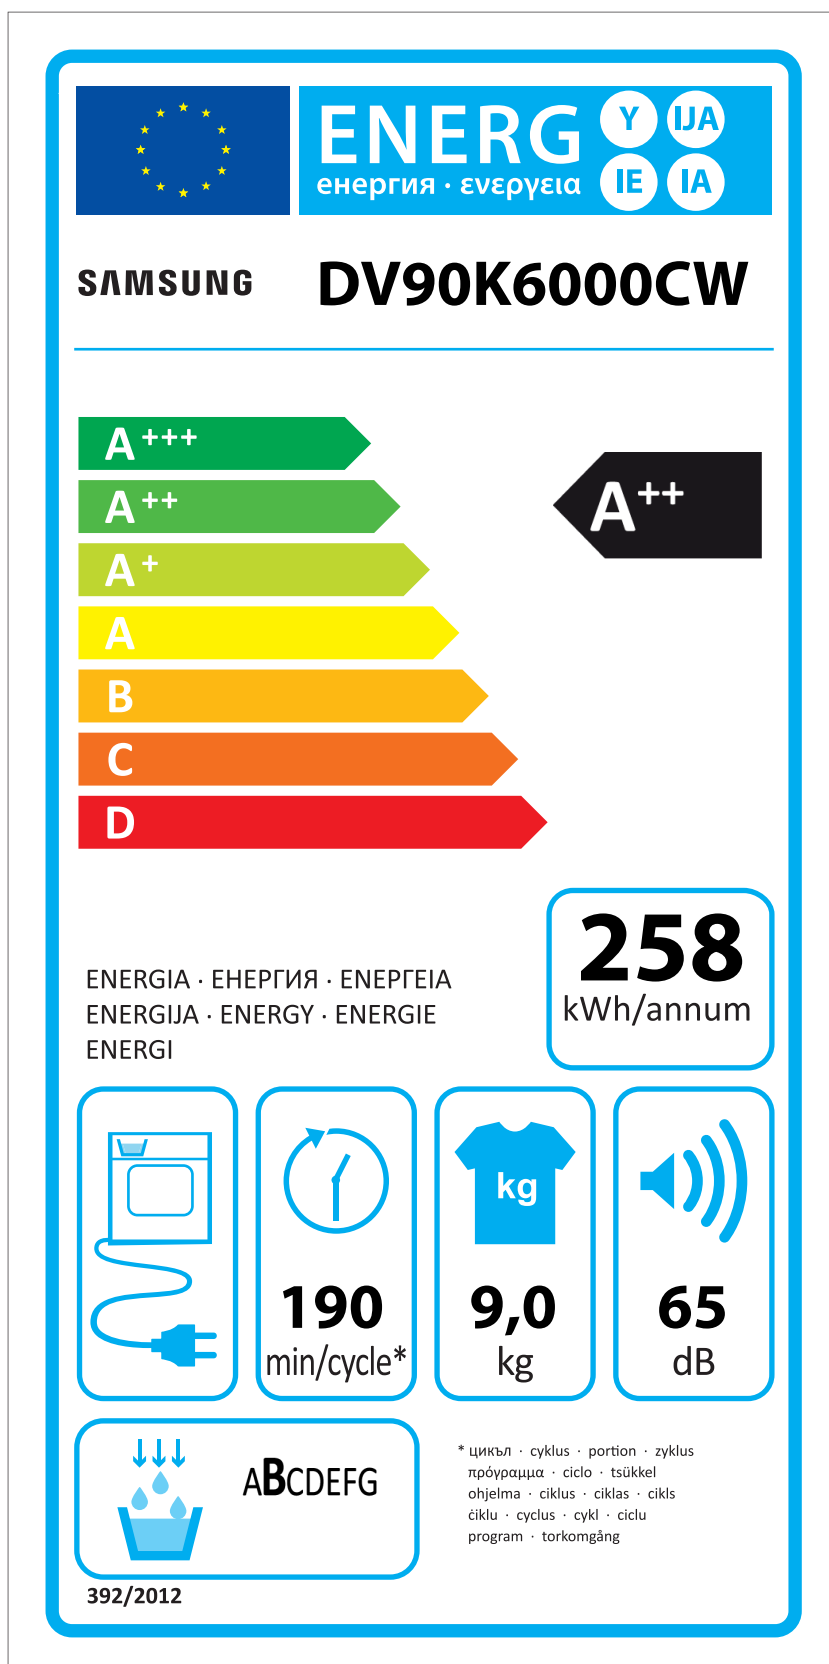 ENERG Y IJA
енергия · ενεργεια IE IA
SAMSUNG DV90K6000CW
A+++
A++
A++
A+
A
B
C
D
258
kWh/annum
ENERGIA · ЕНЕРГИЯ · ΕΝΕΡΓΕΙΑ
ENERGIJA · ENERGY · ENERGIE
ENERGI
kg
190
min/cycle*
9,0
kg
65
dB
ABCDEFG
* цикъл · cyklus · portion · zyklus
πρόγραμμα · ciclo · tsükkel
ohjelma · ciklus · ciklas · cikls
ċiklu · cyclus · cykl · ciclu
program · torkomgång
392/2012